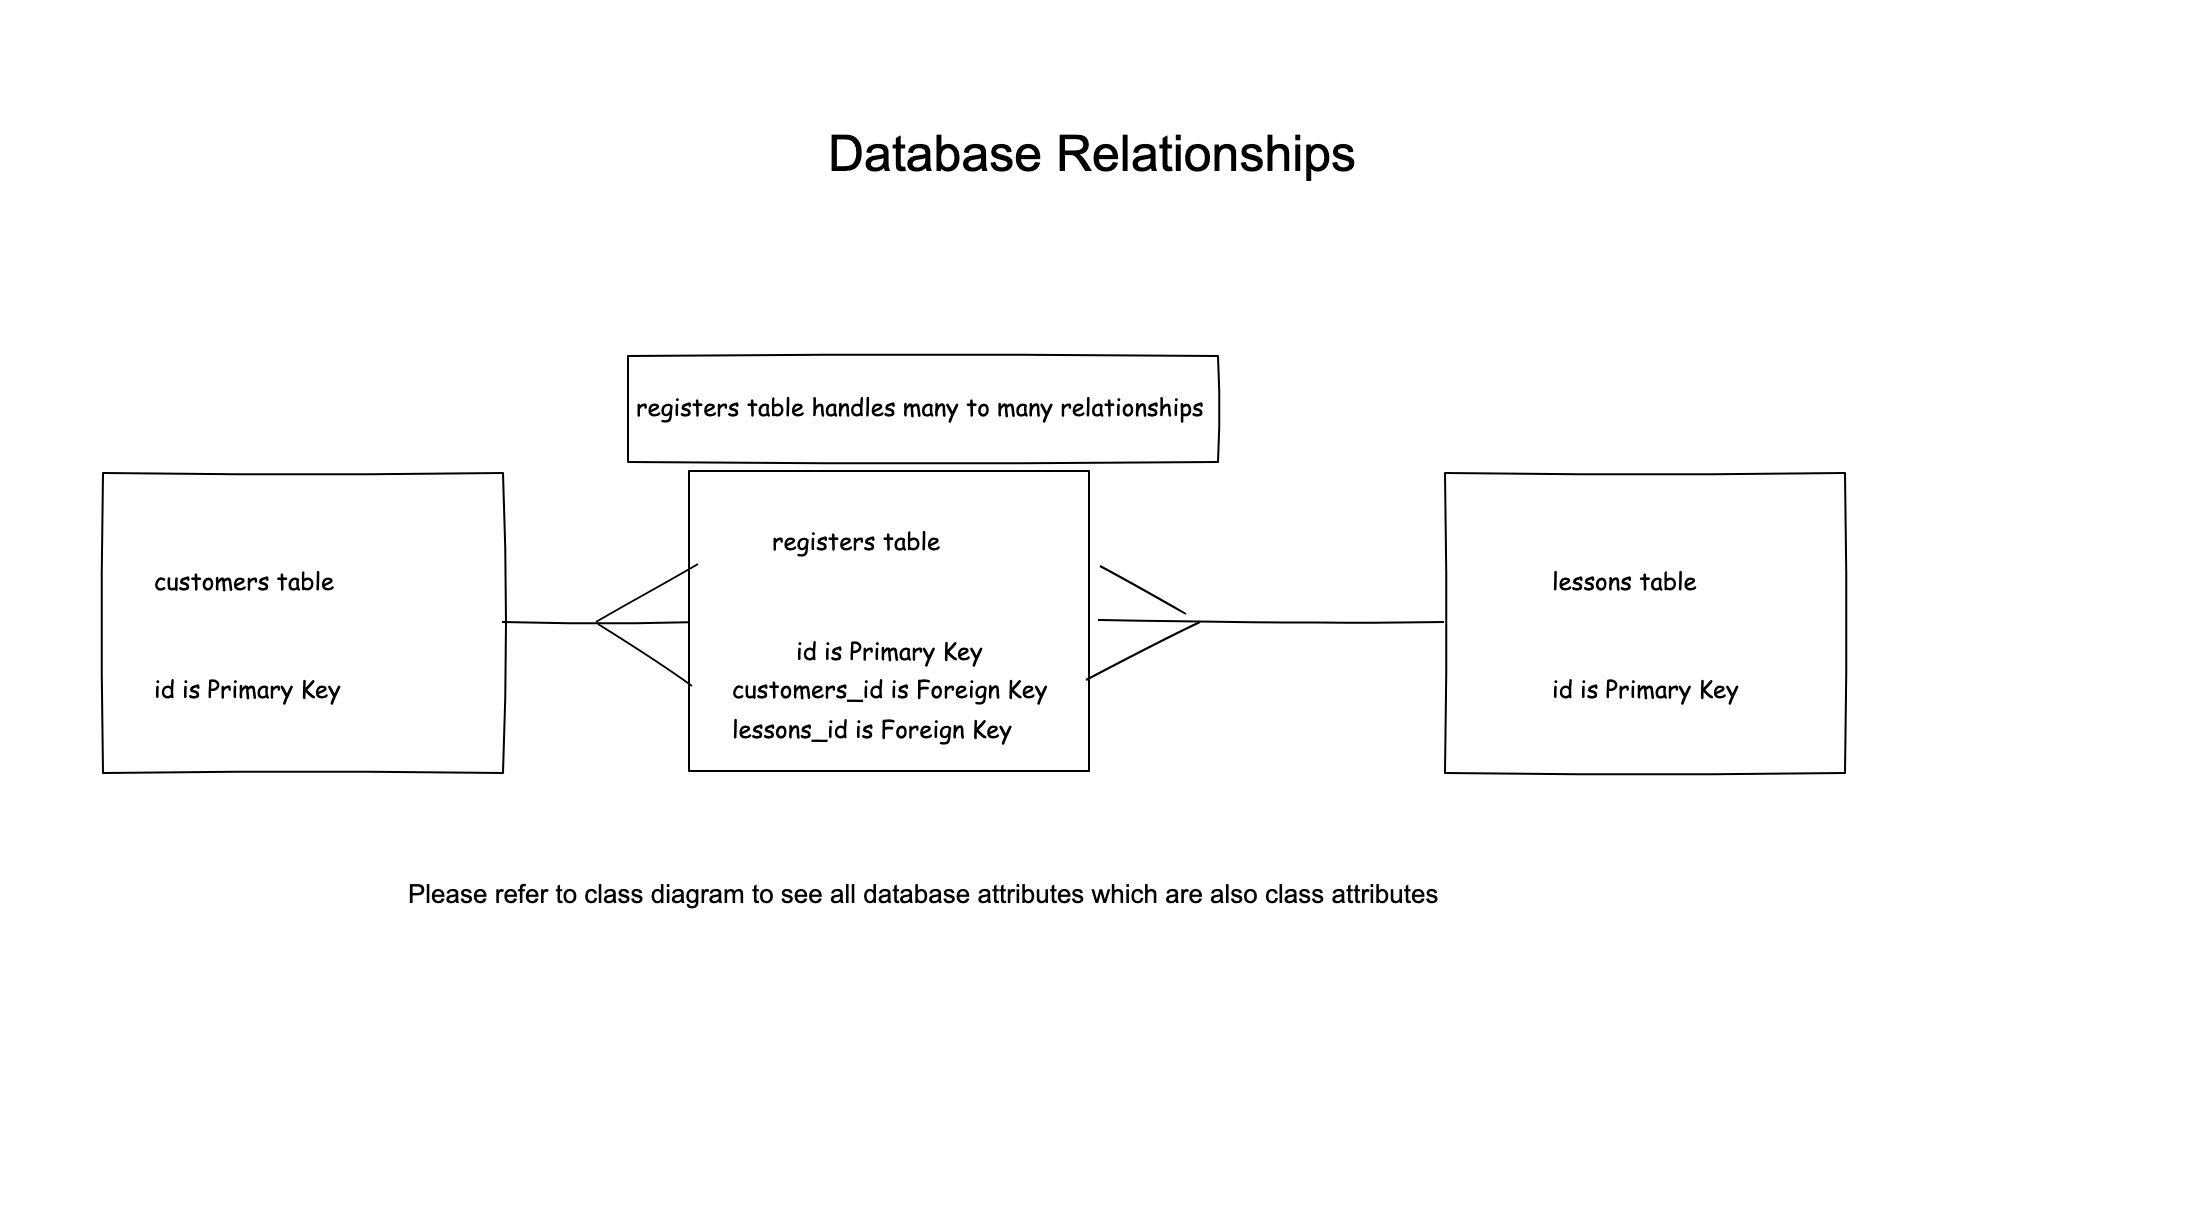 Database Relationships
registers table handles many to many relationships
customers table
id is Primary Key
registers table
id is Primary Key
customers_id is Foreign Key
lessons_id is Foreign Key
lessons table
id is Primary Key
Please refer to class diagram to see all database attributes which are also class attributes